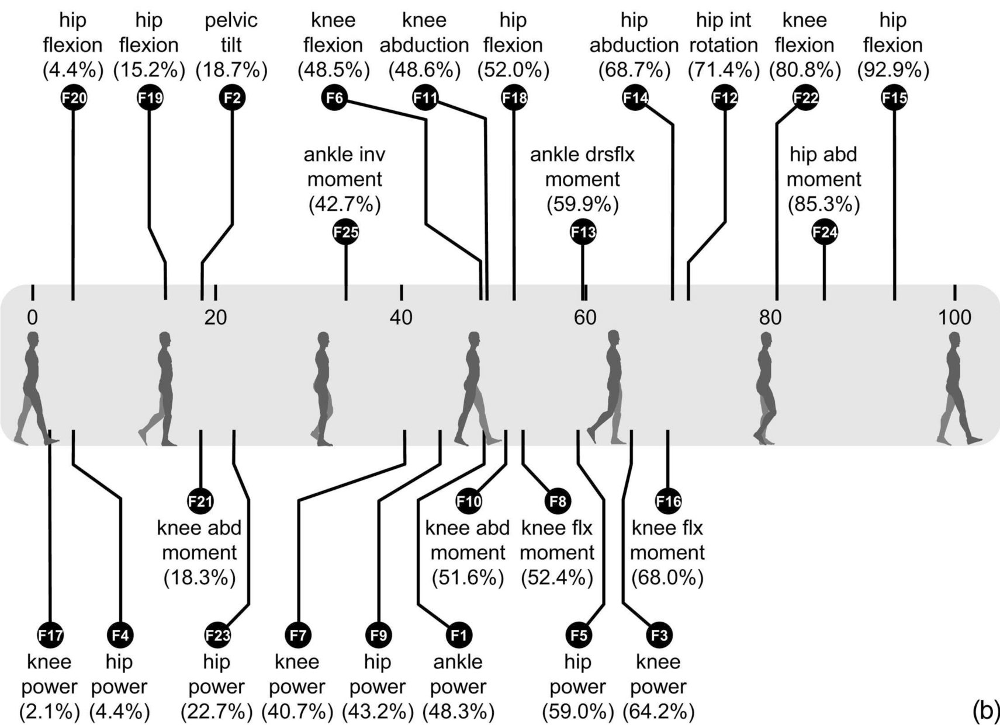 hip flexion (4.4%) F20
hip flexion (15.2%) F19
pelvic tilt (18.7%) F2
knee flexion (48.5%) F6
knee abduction (48.6%) F11
hip flexion (52.0%) F18
hip abduction (68.7%) F14
hip int rotation (71.4%) F12
knee flexion (80.8%) F22
hip flexion (92.9%) F15
ankle inv moment (42.7%) F25
ankle drsflx moment (59.9%) F13
hip abd moment (85.3%) F24
0 20 40 60 80 100
F21 knee abd moment (18.3%)
F10 knee abd moment (51.6%)
F8 knee flx moment (52.4%)
F16 knee flx moment (68.0%)
F17 knee power (2.1%)
F4 hip power (4.4%)
F23 hip power (22.7%)
F7 knee power (40.7%)
F9 hip power (43.2%)
F1 ankle power (48.3%)
F5 hip power (59.0%)
F3 knee power (64.2%)
(b)